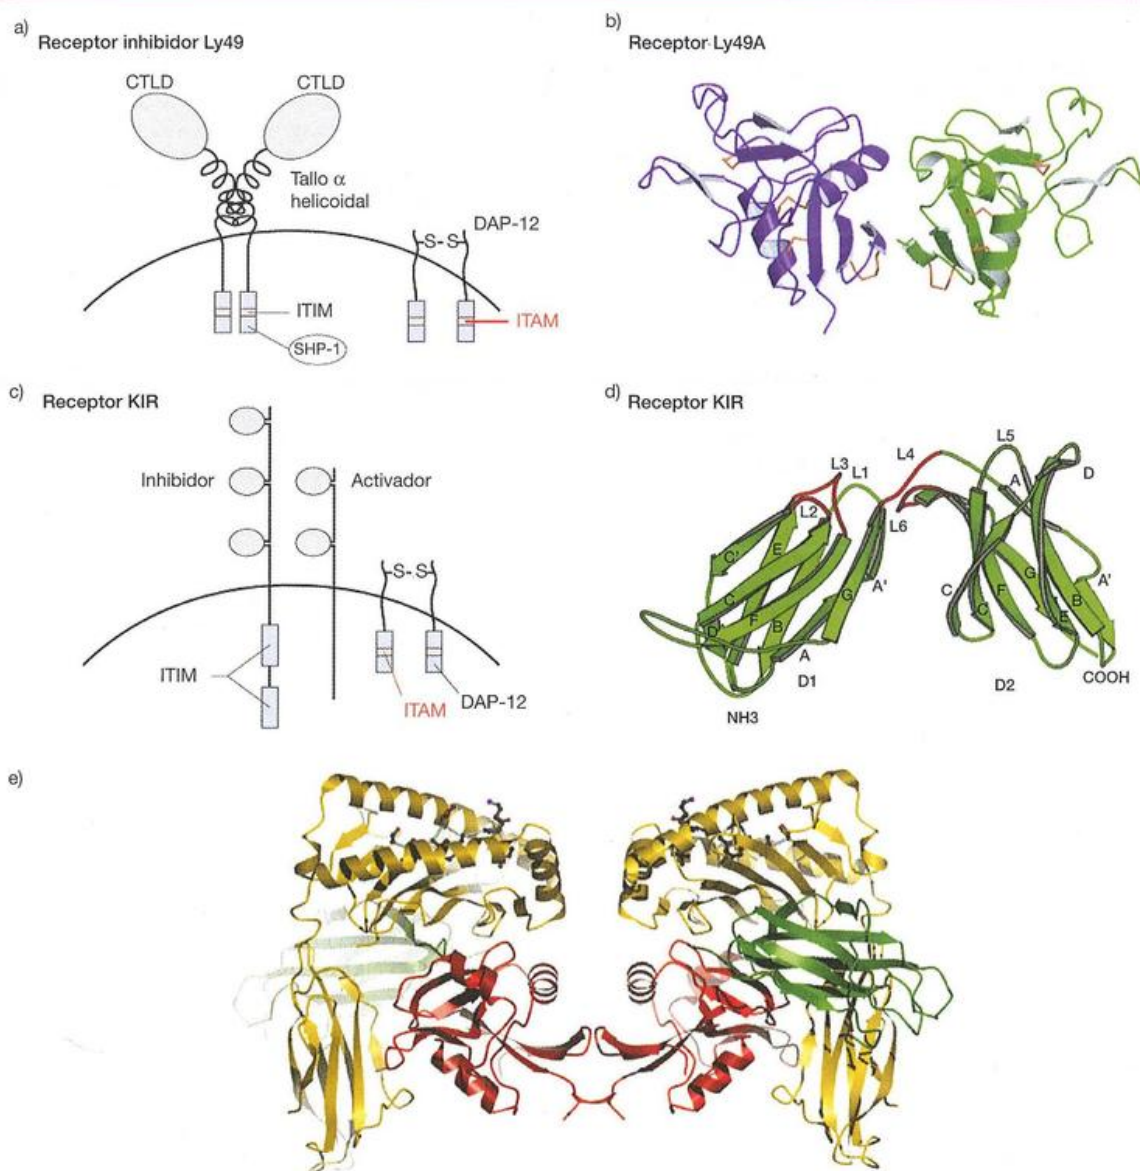 a)
Receptor inhibidor Ly49
CTLD
CTLD
Tallo α
helicoidal
DAP-12
-S-S-
ITIM
ITAM
SHP-1
b)
Receptor Ly49A
c)
Receptor KIR
Inhibidor
Activador
-S-S-
ITIM
ITAM
DAP-12
d)
Receptor KIR
L5
L4
L3
L1
A
D
L2
L6
C'
E
A'
C
G
F
B
D'
A
D1
NH3
C
C'
F
G
E
B
A'
D2
COOH
e)